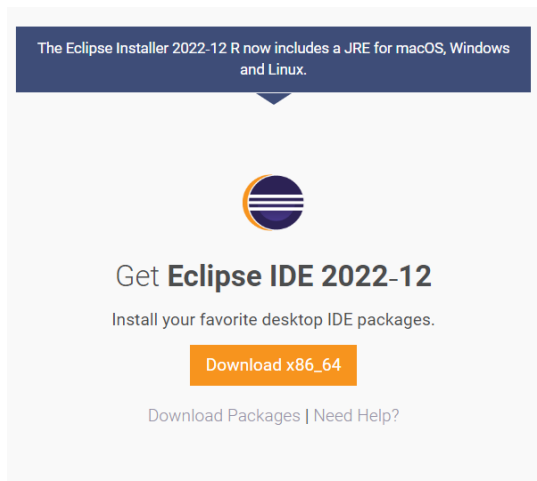 The Eclipse Installer 2022-12 R now includes a JRE for macOS, Windows
and Linux.
Get Eclipse IDE 2022-12
Install your favorite desktop IDE packages.
Download x86_64
Download Packages | Need Help?